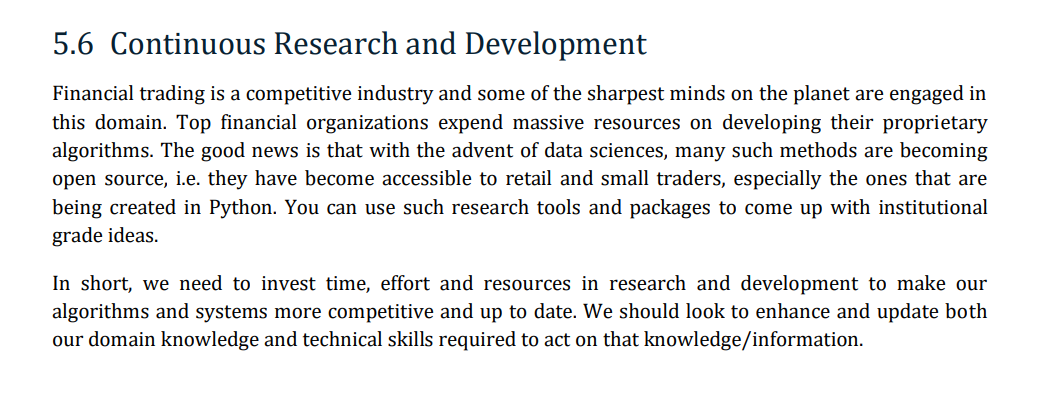 5.6 Continuous Research and Development
Financial trading is a competitive industry and some of the sharpest minds on the planet are engaged in
this domain. Top financial organizations expend massive resources on developing their proprietary
algorithms. The good news is that with the advent of data sciences, many such methods are becoming
open source, i.e. they have become accessible to retail and small traders, especially the ones that are
being created in Python. You can use such research tools and packages to come up with institutional
grade ideas.
In short, we need to invest time, effort and resources in research and development to make our
algorithms and systems more competitive and up to date. We should look to enhance and update both
our domain knowledge and technical skills required to act on that knowledge/information.